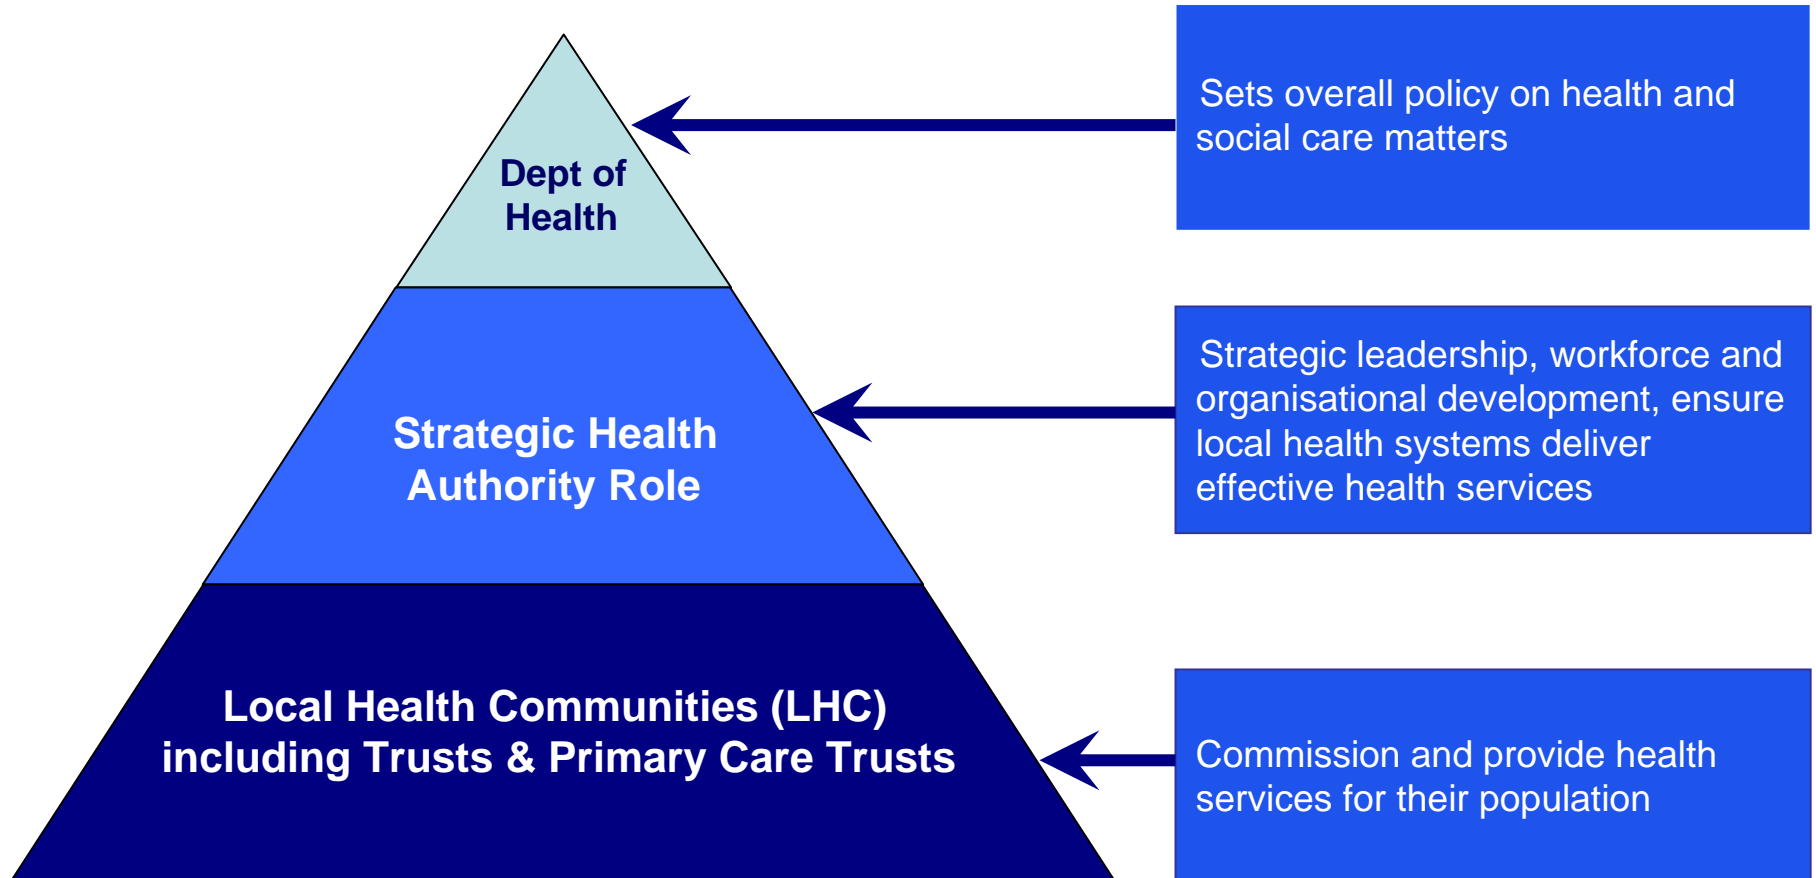 Dept of
Health
Sets overall policy on health and
social care matters
Strategic Health
Authority Role
Strategic leadership, workforce and
organisational development, ensure
local health systems deliver
effective health services
Local Health Communities (LHC)
including Trusts & Primary Care Trusts
Commission and provide health
services for their population